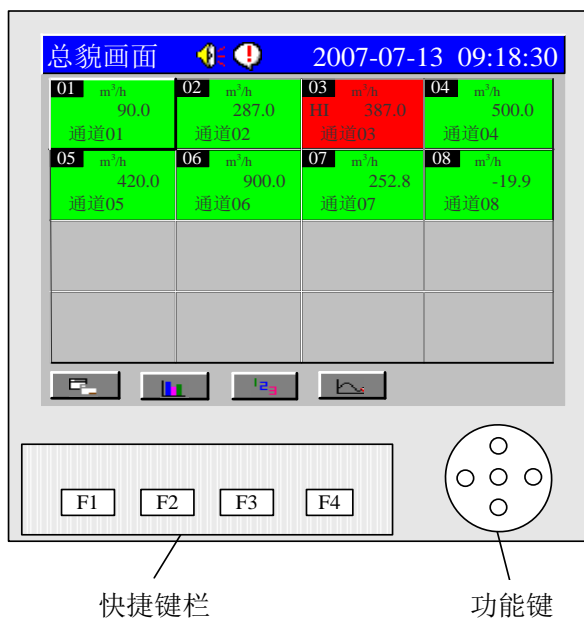 总貌画面 2007-07-13 09:18:30
01 m³/h 02 m³/h 03 m³/h 04 m³/h
90.0 287.0 HI 387.0 500.0
通道01 通道02 通道03 通道04
05 m³/h 06 m³/h 07 m³/h 08 m³/h
420.0 900.0 252.8 -19.9
通道05 通道06 通道07 通道08
123
F1 F2 F3 F4
快捷键栏 功能键